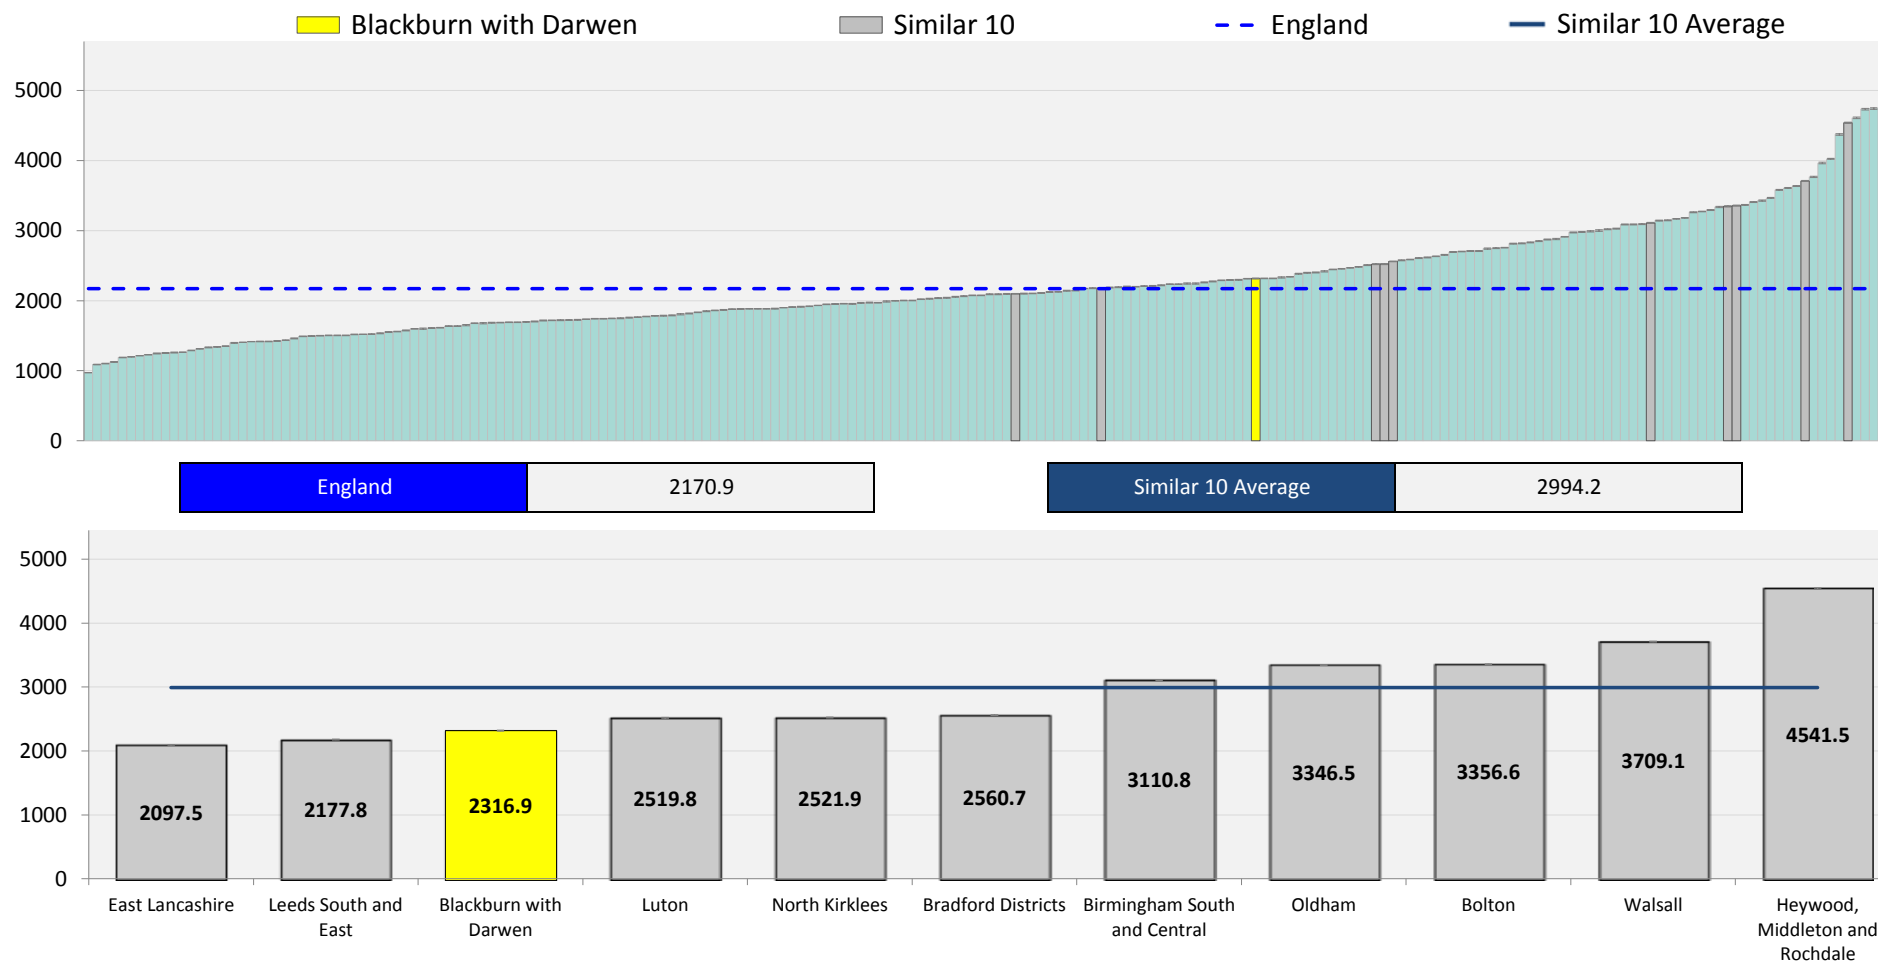 Blackburn with Darwen Similar 10 England Similar 10 Average
5000
4000
3000
2000
1000
0
England 2170.9 Similar 10 Average 2994.2
5000
4000
3000
2000
1000
0
2097.5 2177.8 2316.9 2519.8 2521.9 2560.7 3110.8 3346.5 3356.6 3709.1 4541.5
East Lancashire
Leeds South and
East
Blackburn with
Darwen
Luton
North Kirklees
Bradford Districts
Birmingham South
and Central
Oldham
Bolton
Walsall
Heywood,
Middleton and
Rochdale